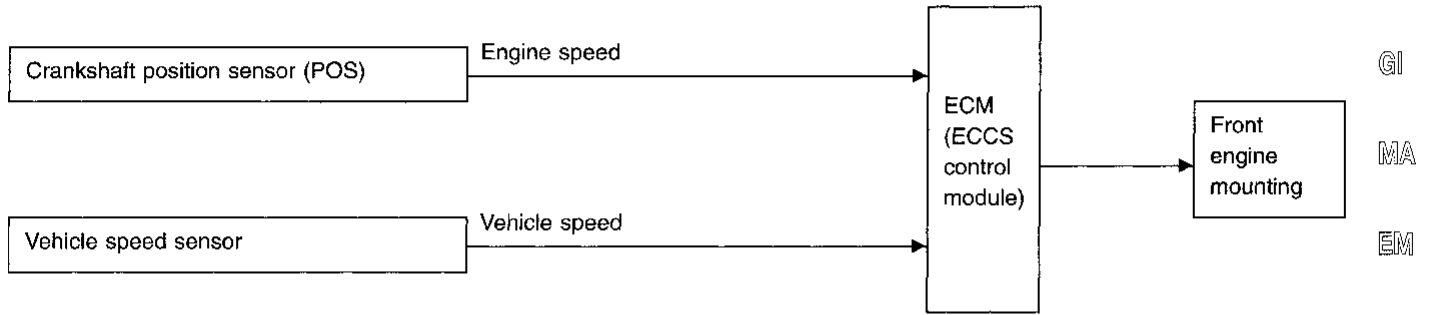 Engine speed
Crankshaft position sensor (POS)
GI
ECM
(ECCS
control
module)
Front
engine
mounting
MA
Vehicle speed
Vehicle speed sensor
EM